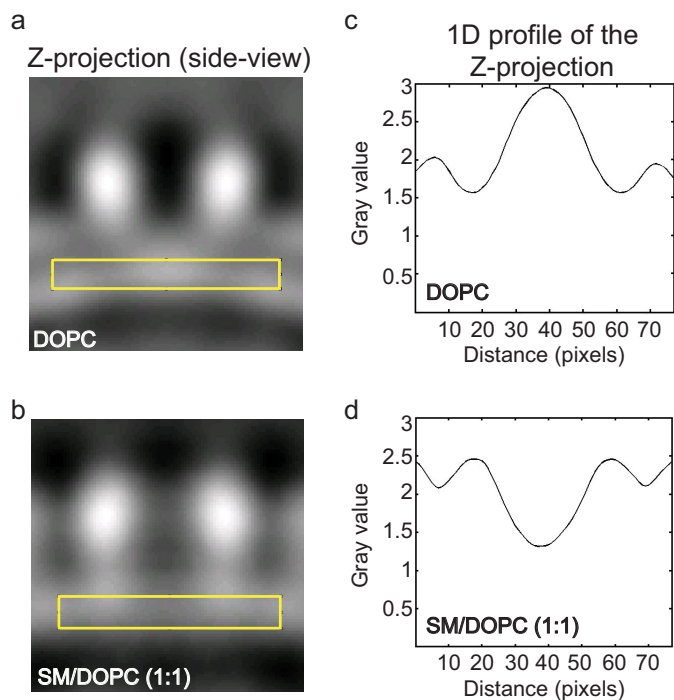 a
Z-projection (side-view)
DOPC
b
SM/DOPC (1:1)
c
1D profile of the
Z-projection
3
2.5
2
1.5
1
0.5
Gray value
DOPC
10 20 30 40 50 60 70
Distance (pixels)
d
3
2.5
2
1.5
1
0.5
Gray value
SM/DOPC (1:1)
10 20 30 40 50 60 70
Distance (pixels)